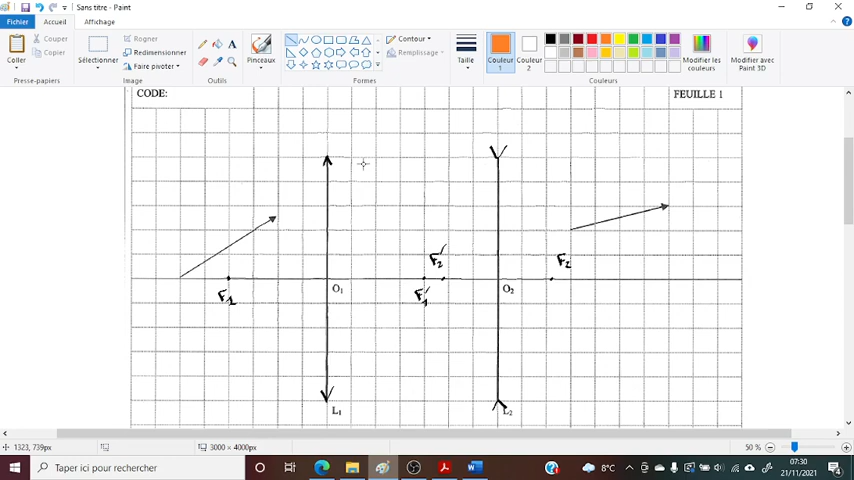 Sans titre - Paint
Fichier
Accueil
Affichage
Coller
Couper
Copier
Presse-papiers
Sélectionner
Rogner
Redimensionner
Faire pivoter
Image
A
Outils
Pinceaux
Contour
Remplissage
Formes
Taille
Couleur
1
Couleur
2
Modifier les
couleurs
Modifier avec
Paint 3D
Couleurs
CODE:
FEUILLE 1
F₂′
F₂
O₁
O₂
F₁
F₁′
L₁
L₂
1323, 739px
3000 × 4000px
50 %
Taper ici pour rechercher
8°C
07:30
21/11/2021
4